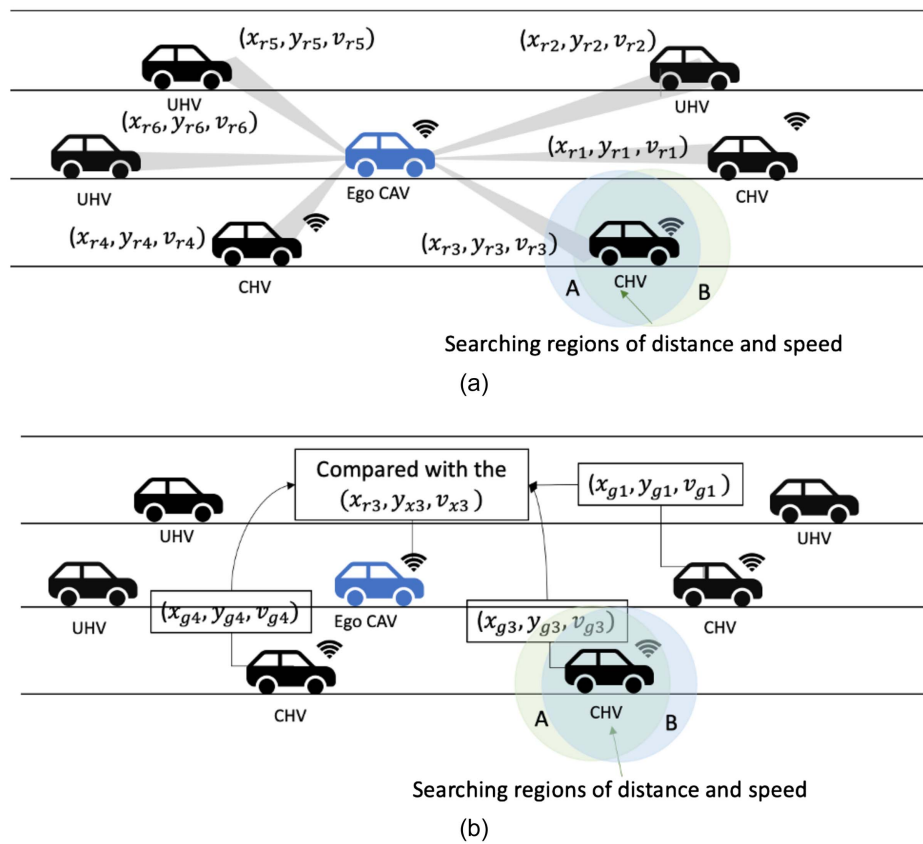 (x_{r5}, y_{r5}, v_{r5})
(x_{r2}, y_{r2}, v_{r2})
UHV
UHV
(x_{r6}, y_{r6}, v_{r6})
(x_{r1}, y_{r1}, v_{r1})
UHV
Ego CAV
CHV
(x_{r4}, y_{r4}, v_{r4})
(x_{r3}, y_{r3}, v_{r3})
CHV
CHV
A
B
Searching regions of distance and speed
(a)
Compared with the
(x_{r3}, y_{x3}, v_{x3})
(x_{g1}, y_{g1}, v_{g1})
UHV
UHV
(x_{g4}, y_{g4}, v_{g4})
(x_{g3}, y_{g3}, v_{g3})
UHV
Ego CAV
CHV
CHV
CHV
A
B
Searching regions of distance and speed
(b)